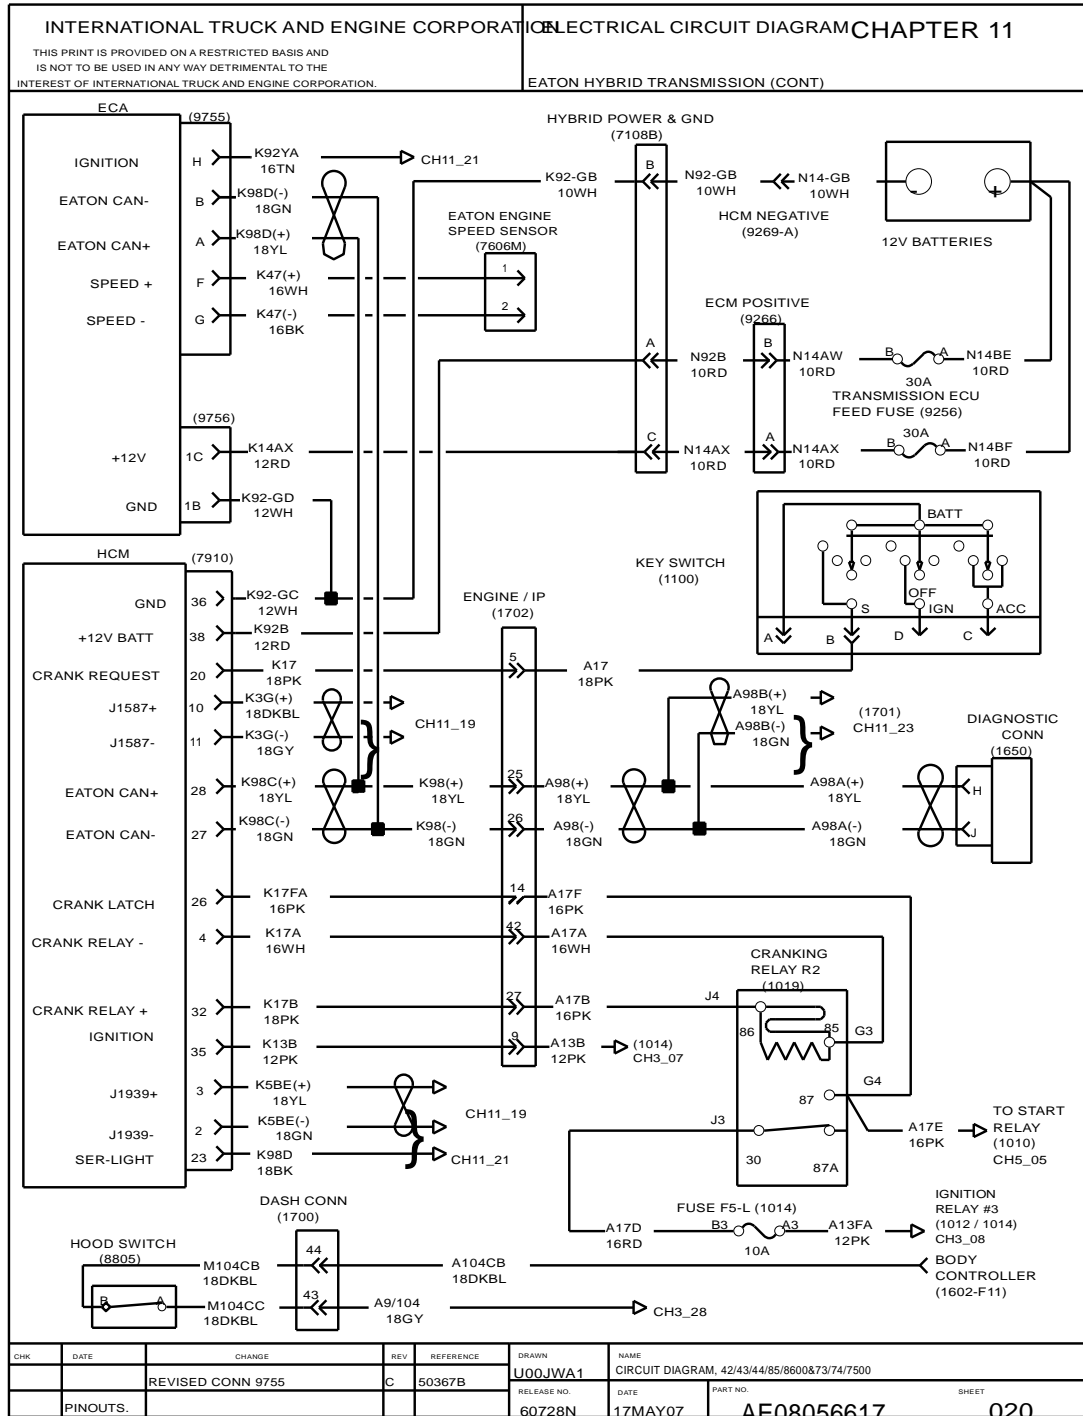 INTERNATIONAL TRUCK AND ENGINE CORPORATION
ELECTRICAL CIRCUIT DIAGRAM CHAPTER 11
THIS PRINT IS PROVIDED ON A RESTRICTED BASIS AND
IS NOT TO BE USED IN ANY WAY DETRIMENTAL TO THE
INTEREST OF INTERNATIONAL TRUCK AND ENGINE CORPORATION.
EATON HYBRID TRANSMISSION (CONT)
ECA
(9755)
IGNITION H K92YA
16TN
CH11_21
EATON CAN- B K98D(-)
18GN
EATON CAN+ A K98D(+)
18YL
SPEED + F K47(+)
16WH
SPEED - G K47(-)
16BK
EATON ENGINE
SPEED SENSOR
(7606M)
1
2
HYBRID POWER & GND
(7108B)
K92-GB
10WH
B
N92-GB
10WH
N14-GB
10WH
HCM NEGATIVE
(9269-A)
- +
12V BATTERIES
ECM POSITIVE
(9266)
A
N92B
10RD
B
N14AW
10RD
B A
30A
N14BE
10RD
TRANSMISSION ECU
FEED FUSE (9256)
C
N14AX
10RD
A
N14AX
10RD
B A
30A
N14BF
10RD
(9756)
+12V 1C K14AX
12RD
GND 1B K92-GD
12WH
HCM
(7910)
GND 36 K92-GC
12WH
+12V BATT 38 K92B
12RD
CRANK REQUEST 20 K17
18PK
J1587+ 10 K3G(+)
18DKBL
J1587- 11 K3G(-)
18GY
CH11_19
EATON CAN+ 28 K98C(+)
18YL
EATON CAN- 27 K98C(-)
18GN
K98(+)
18YL
K98(-)
18GN
ENGINE / IP
(1702)
5
A17
18PK
25
A98(+)
18YL
26
A98(-)
18GN
KEY SWITCH
(1100)
BATT
OFF
S IGN ACC
A B D C
A98B(+)
18YL
A98B(-)
18GN
(1701)
CH11_23
A98A(+)
18YL
A98A(-)
18GN
DIAGNOSTIC
CONN
(1650)
H
J
CRANK LATCH 26 K17FA
16PK
14
A17F
16PK
CRANK RELAY - 4 K17A
16WH
42
A17A
16WH
CRANK RELAY + 32 K17B
18PK
27
A17B
16PK
IGNITION 35 K13B
12PK
9
A13B
12PK
(1014)
CH3_07
CRANKING
RELAY R2
(1019)
J4
86
85
G3
87
G4
J3
30
87A
A17E
16PK
TO START
RELAY
(1010)
CH5_05
J1939+ 3 K5BE(+)
18YL
J1939- 2 K5BE(-)
18GN
CH11_19
SER-LIGHT 23 K98D
18BK
CH11_21
A17D
16RD
FUSE F5-L (1014)
B3 A3
10A
A13FA
12PK
IGNITION
RELAY #3
(1012 / 1014)
CH3_08
DASH CONN
(1700)
HOOD SWITCH
(8805)
B A
M104CB
18DKBL
44
A104CB
18DKBL
BODY
CONTROLLER
(1602-F11)
M104CC
18DKBL
43
A9/104
18GY
CH3_28
CHK DATE CHANGE REV REFERENCE
REVISED CONN 9755 C 50367B
PINOUTS.
DRAWN
U00JWA1
NAME
CIRCUIT DIAGRAM, 42/43/44/85/8600&73/74/7500
RELEASE NO.
60728N
DATE
17MAY07
PART NO.
AE08056617
SHEET
020